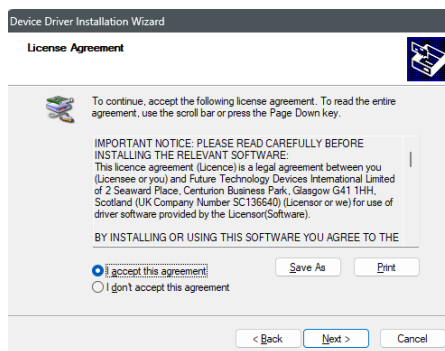 Device Driver Installation Wizard
License Agreement
To continue, accept the following license agreement. To read the entire
agreement, use the scroll bar or press the Page Down key.
IMPORTANT NOTICE: PLEASE READ CAREFULLY BEFORE
INSTALLING THE RELEVANT SOFTWARE:
This licence agreement (Licence) is a legal agreement between you
(Licensee or you) and Future Technology Devices International Limited
of 2 Seaward Place, Centurion Business Park, Glasgow G41 1HH,
Scotland (UK Company Number SC136640) (Licensor or we) for use of
driver software provided by the Licensor(Software).
BY INSTALLING OR USING THIS SOFTWARE YOU AGREE TO THE
I accept this agreement
Save As
Print
I don't accept this agreement
< Back
Next >
Cancel